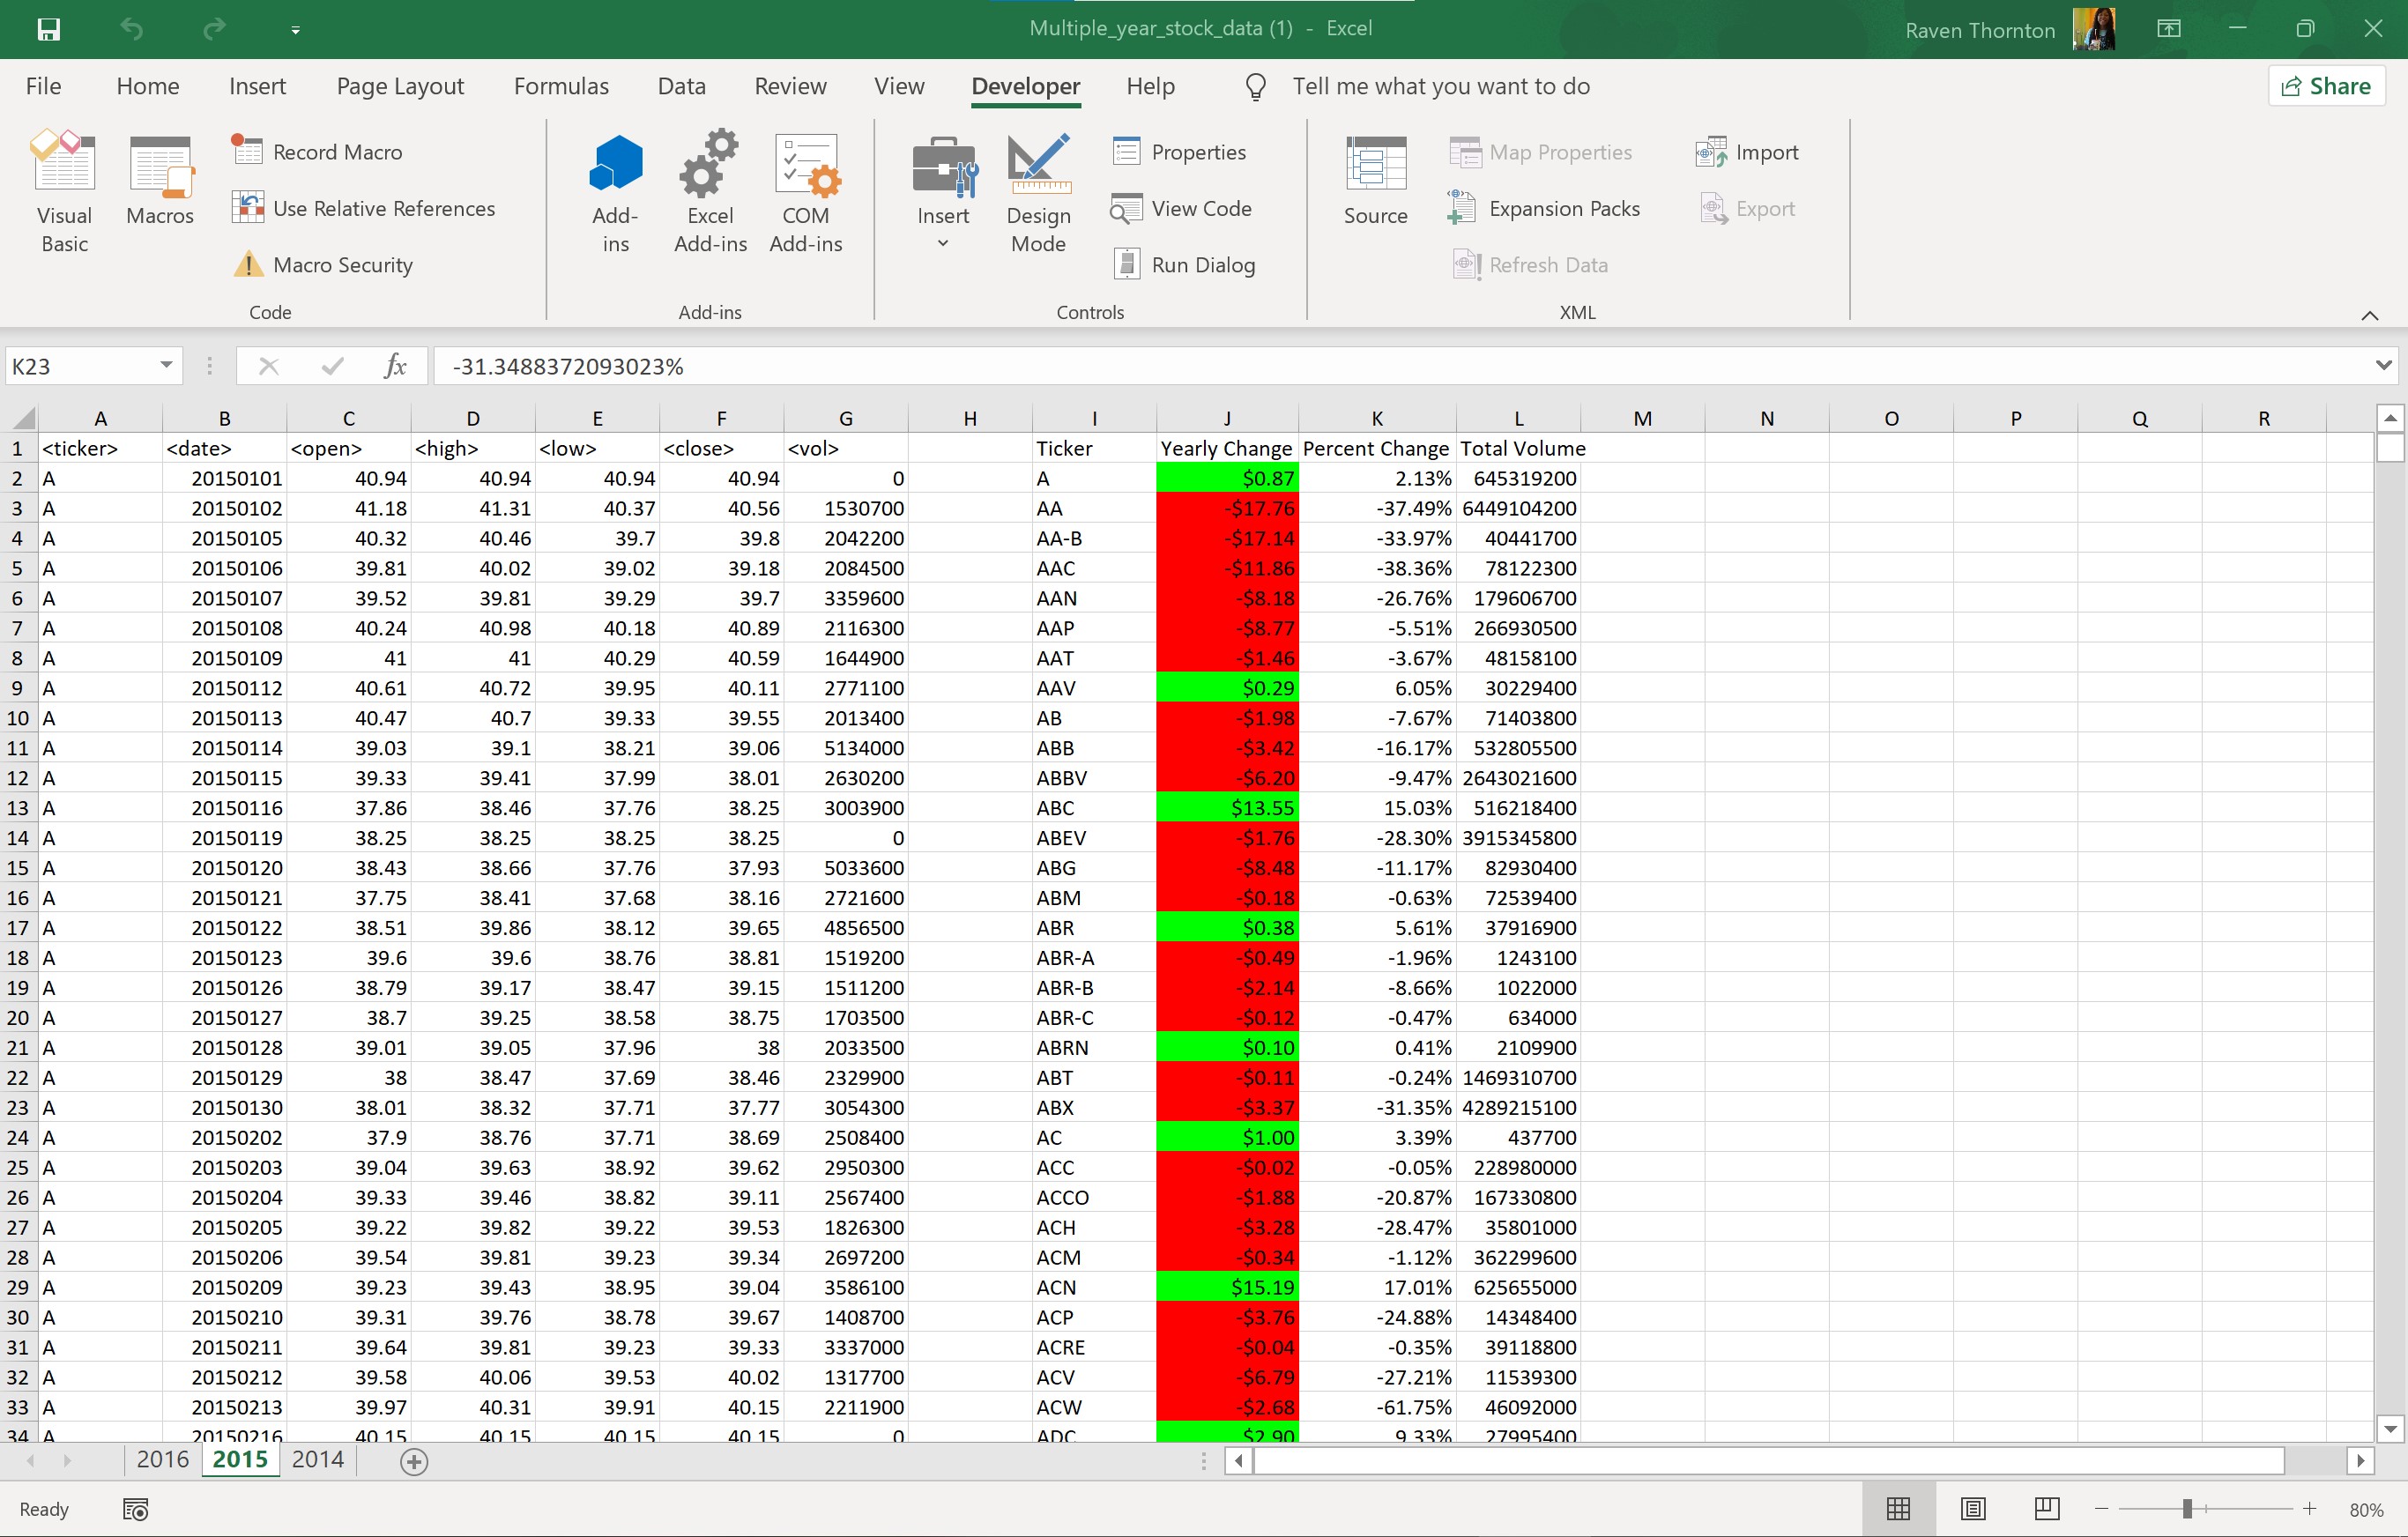 Multiple_year_stock_data (1) - Excel Raven Thornton
File Home Insert Page Layout Formulas Data Review View Developer Help Tell me what you want to do Share
Visual Basic
Macros
Record Macro
Use Relative References
Macro Security
Code
Add-ins
Excel Add-ins
COM Add-ins
Add-ins
Insert
Design Mode
Properties
View Code
Run Dialog
Controls
Source
Map Properties
Expansion Packs
Refresh Data
Import
Export
XML
K23 fx -31.3488372093023%
A B C D E F G H I J K L M N O P Q R
1 <ticker> <date> <open> <high> <low> <close> <vol> Ticker Yearly Change Percent Change Total Volume
2 A 20150101 40.94 40.94 40.94 40.94 0 A $0.87 2.13% 645319200
3 A 20150102 41.18 41.31 40.37 40.56 1530700 AA -$17.76 -37.49% 6449104200
4 A 20150105 40.32 40.46 39.7 39.8 2042200 AA-B -$17.14 -33.97% 40441700
5 A 20150106 39.81 40.02 39.02 39.18 2084500 AAC -$11.86 -38.36% 78122300
6 A 20150107 39.52 39.81 39.29 39.7 3359600 AAN -$8.18 -26.76% 179606700
7 A 20150108 40.24 40.98 40.18 40.89 2116300 AAP -$8.77 -5.51% 266930500
8 A 20150109 41 41 40.29 40.59 1644900 AAT -$1.46 -3.67% 48158100
9 A 20150112 40.61 40.72 39.95 40.11 2771100 AAV $0.29 6.05% 30229400
10 A 20150113 40.47 40.7 39.33 39.55 2013400 AB -$1.98 -7.67% 71403800
11 A 20150114 39.03 39.1 38.21 39.06 5134000 ABB -$3.42 -16.17% 532805500
12 A 20150115 39.33 39.41 37.99 38.01 2630200 ABBV -$6.20 -9.47% 2643021600
13 A 20150116 37.86 38.46 37.76 38.25 3003900 ABC $13.55 15.03% 516218400
14 A 20150119 38.25 38.25 38.25 38.25 0 ABEV -$1.76 -28.30% 3915345800
15 A 20150120 38.43 38.66 37.76 37.93 5033600 ABG -$8.48 -11.17% 82930400
16 A 20150121 37.75 38.41 37.68 38.16 2721600 ABM -$0.18 -0.63% 72539400
17 A 20150122 38.51 39.86 38.12 39.65 4856500 ABR $0.38 5.61% 37916900
18 A 20150123 39.6 39.6 38.76 38.81 1519200 ABR-A -$0.49 -1.96% 1243100
19 A 20150126 38.79 39.17 38.47 39.15 1511200 ABR-B -$2.14 -8.66% 1022000
20 A 20150127 38.7 39.25 38.58 38.75 1703500 ABR-C -$0.12 -0.47% 634000
21 A 20150128 39.01 39.05 37.96 38 2033500 ABRN $0.10 0.41% 2109900
22 A 20150129 38 38.47 37.69 38.46 2329900 ABT -$0.11 -0.24% 1469310700
23 A 20150130 38.01 38.32 37.71 37.77 3054300 ABX -$3.37 -31.35% 4289215100
24 A 20150202 37.9 38.76 37.71 38.69 2508400 AC $1.00 3.39% 437700
25 A 20150203 39.04 39.63 38.92 39.62 2950300 ACC -$0.02 -0.05% 228980000
26 A 20150204 39.33 39.46 38.82 39.11 2567400 ACCO -$1.88 -20.87% 167330800
27 A 20150205 39.22 39.82 39.22 39.53 1826300 ACH -$3.28 -28.47% 35801000
28 A 20150206 39.54 39.81 39.23 39.34 2697200 ACM -$0.34 -1.12% 362299600
29 A 20150209 39.23 39.43 38.95 39.04 3586100 ACN $15.19 17.01% 625655000
30 A 20150210 39.31 39.76 38.78 39.67 1408700 ACP -$3.76 -24.88% 14348400
31 A 20150211 39.64 39.81 39.23 39.33 3337000 ACRE -$0.04 -0.35% 39118800
32 A 20150212 39.58 40.06 39.53 40.02 1317700 ACV -$6.79 -27.21% 11539300
33 A 20150213 39.97 40.31 39.91 40.15 2211900 ACW -$2.68 -61.75% 46092000
34 A 20150216 40.15 40.15 40.15 40.15 0 ADC $2.90 9.33% 27995400
2016 2015 2014
Ready 80%